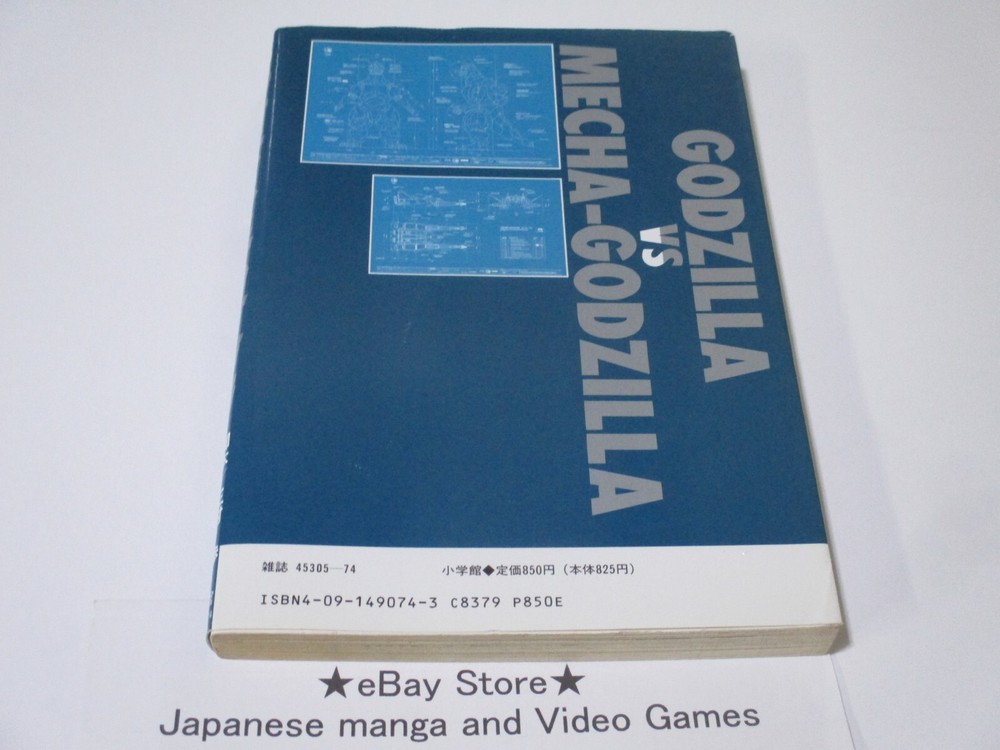 GODZILLA
VS
MECHA-GODZILLA
雑誌 45305—74
小学館◆定価850円（本体825円）
ISBN4-09-149074-3 C8379 P850E
★eBay Store★
Japanese manga and Video Games